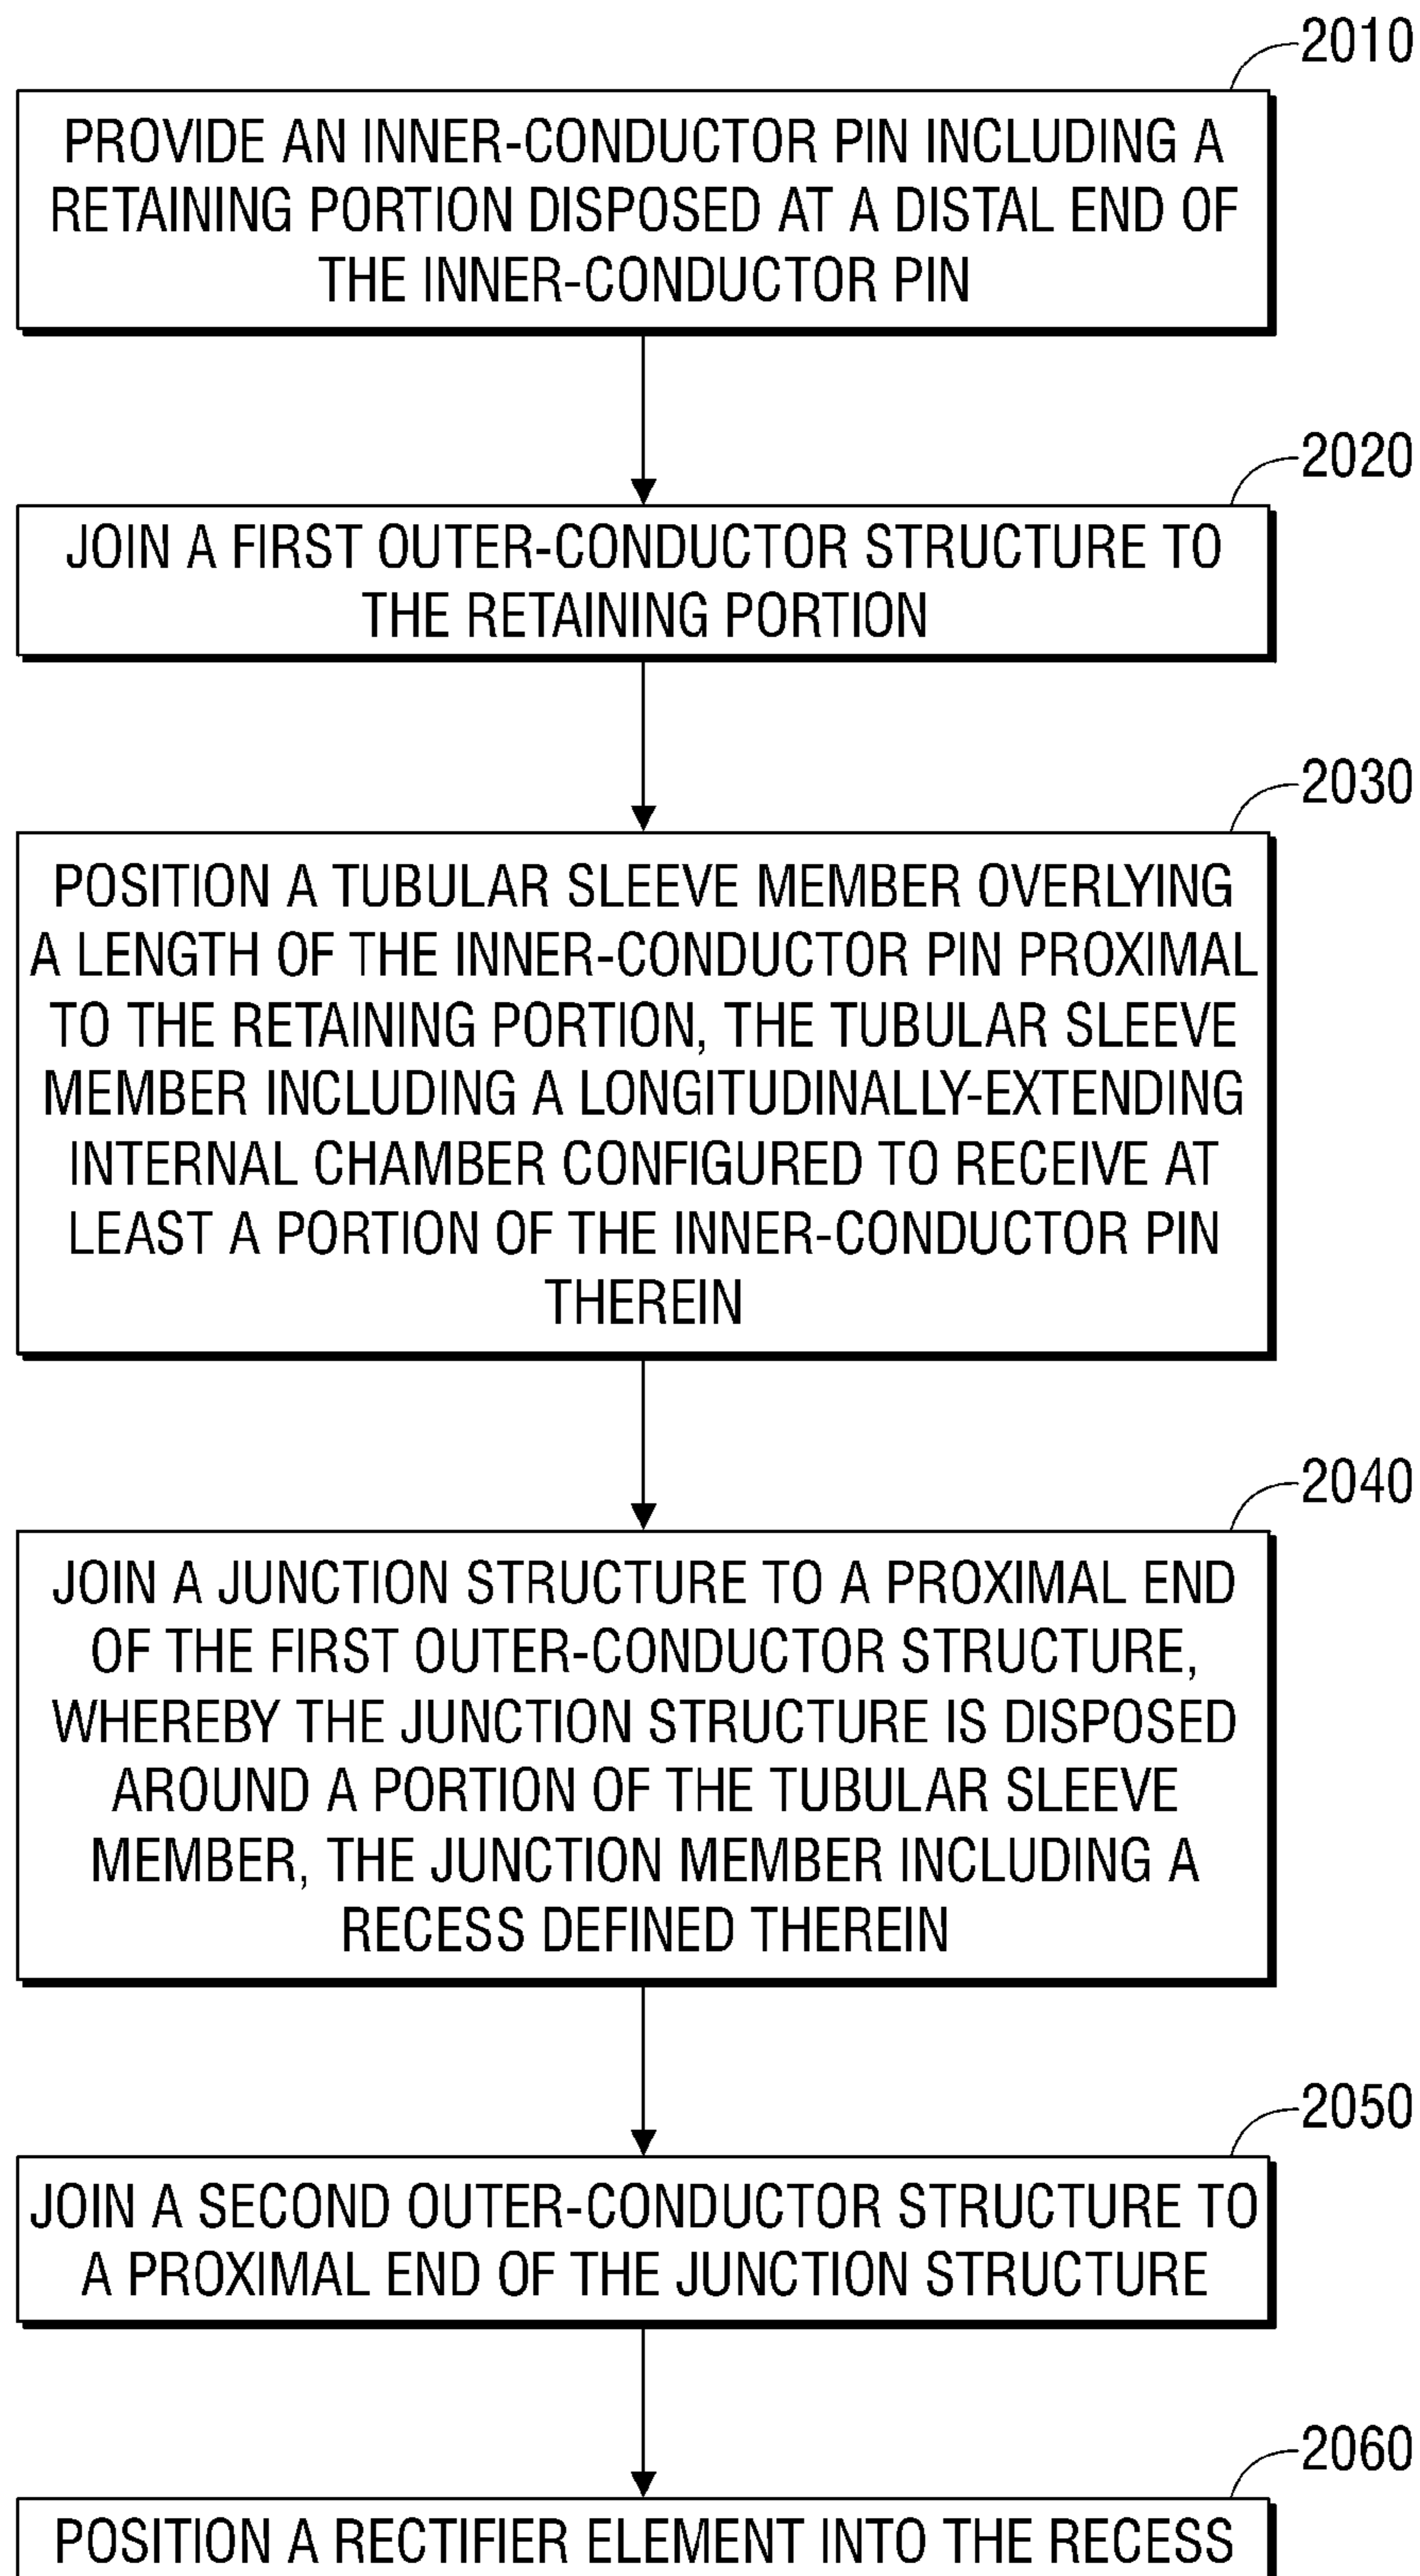 2010
PROVIDE AN INNER-CONDUCTOR PIN INCLUDING A
RETAINING PORTION DISPOSED AT A DISTAL END OF
THE INNER-CONDUCTOR PIN
2020
JOIN A FIRST OUTER-CONDUCTOR STRUCTURE TO
THE RETAINING PORTION
2030
POSITION A TUBULAR SLEEVE MEMBER OVERLYING
A LENGTH OF THE INNER-CONDUCTOR PIN PROXIMAL
TO THE RETAINING PORTION, THE TUBULAR SLEEVE
MEMBER INCLUDING A LONGITUDINALLY-EXTENDING
INTERNAL CHAMBER CONFIGURED TO RECEIVE AT
LEAST A PORTION OF THE INNER-CONDUCTOR PIN
THEREIN
2040
JOIN A JUNCTION STRUCTURE TO A PROXIMAL END
OF THE FIRST OUTER-CONDUCTOR STRUCTURE,
WHEREBY THE JUNCTION STRUCTURE IS DISPOSED
AROUND A PORTION OF THE TUBULAR SLEEVE
MEMBER, THE JUNCTION MEMBER INCLUDING A
RECESS DEFINED THEREIN
2050
JOIN A SECOND OUTER-CONDUCTOR STRUCTURE TO
A PROXIMAL END OF THE JUNCTION STRUCTURE
2060
POSITION A RECTIFIER ELEMENT INTO THE RECESS